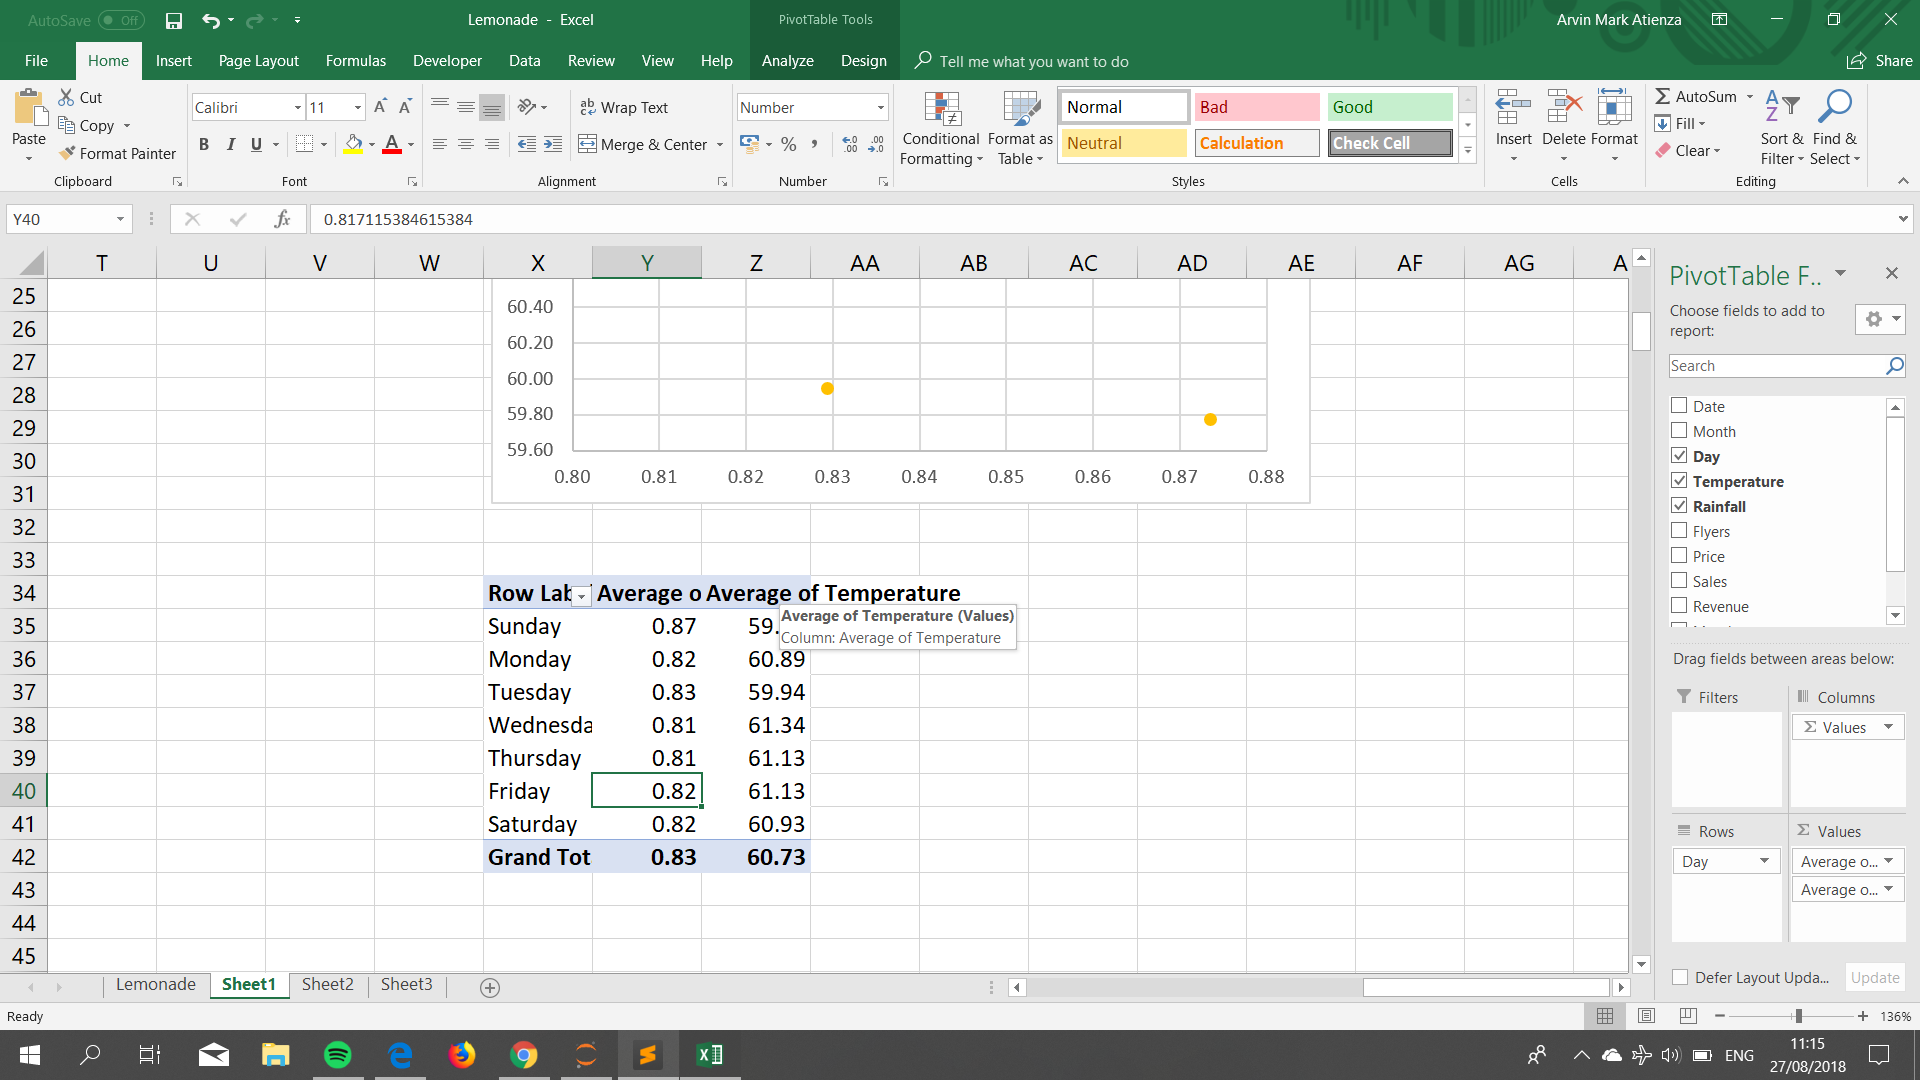 AutoSave Off Lemonade - Excel PivotTable Tools Arvin Mark Atienza
File Home Insert Page Layout Formulas Developer Data Review View Help Analyze Design Tell me what you want to do Share
Paste Cut Copy Format Painter Clipboard
Calibri 11 B I U A Font
Wrap Text Merge & Center Alignment
Number % , .00 Number
Conditional Formatting Format as Table
Normal Bad Good
Neutral Calculation Check Cell
Styles
Insert Delete Format Cells
AutoSum Fill Clear Sort & Filter Find & Select Editing
Y40 fx 0.817115384615384
T U V W X Y Z AA AB AC AD AE AF AG A
25
26
27
28
29
30
31
32
33
60.40
60.20
60.00
59.80
59.60
0.80 0.81 0.82 0.83 0.84 0.85 0.86 0.87 0.88
34 Row Lab Average o Average of Temperature
Average of Temperature (Values)
Column: Average of Temperature
35 Sunday 0.87 59.
36 Monday 0.82 60.89
37 Tuesday 0.83 59.94
38 Wednesda 0.81 61.34
39 Thursday 0.81 61.13
40 Friday 0.82 61.13
41 Saturday 0.82 60.93
42 Grand Tot 0.83 60.73
43
44
45
PivotTable F..
Choose fields to add to
report:
Search
Date
Month
Day
Temperature
Rainfall
Flyers
Price
Sales
Revenue
Drag fields between areas below:
Filters Columns
Σ Values
Rows Σ Values
Day Average o...
Average o...
Defer Layout Upda... Update
Lemonade Sheet1 Sheet2 Sheet3
Ready 136%
ENG 11:15
27/08/2018